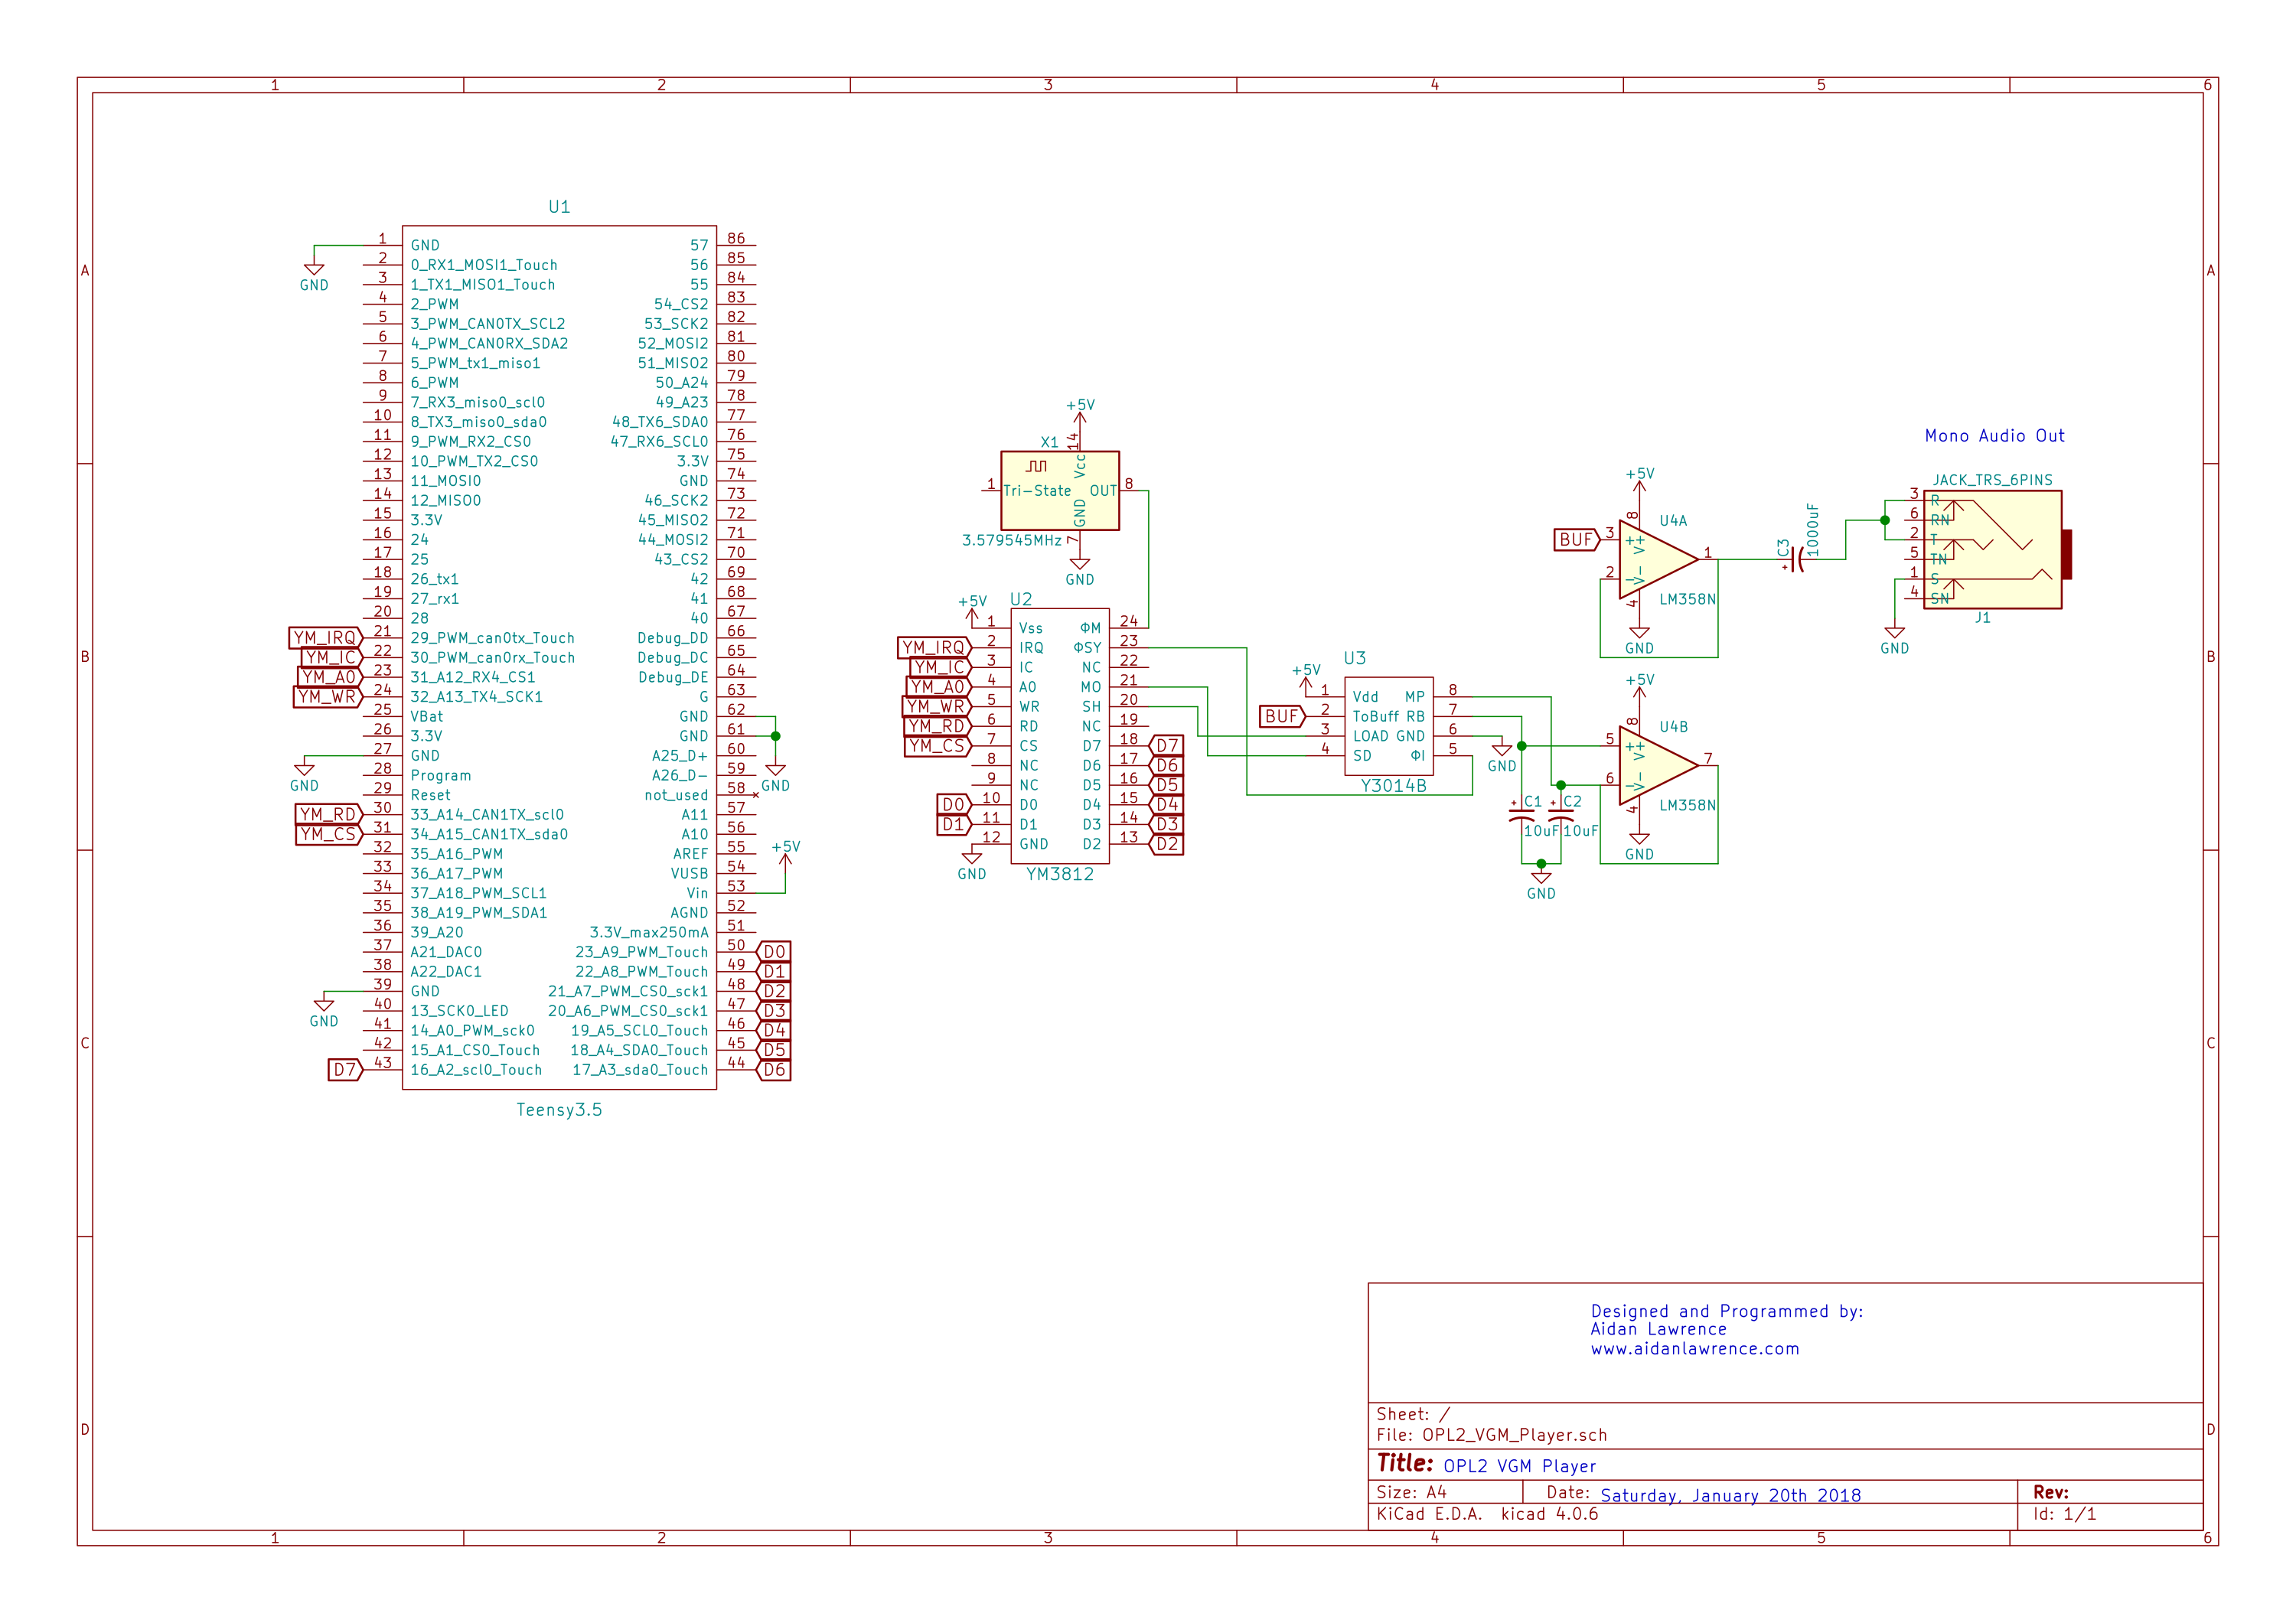 1 2 3 4 5 6
A A
B B
C C
D D
U1
1 GND
2 0_RX1_MOSI1_Touch
3 1_TX1_MISO1_Touch
4 2_PWM
5 3_PWM_CAN0TX_SCL2
6 4_PWM_CAN0RX_SDA2
7 5_PWM_tx1_miso1
8 6_PWM
9 7_RX3_miso0_scl0
10 8_TX3_miso0_sda0
11 9_PWM_RX2_CS0
12 10_PWM_TX2_CS0
13 11_MOSI0
14 12_MISO0
15 3.3V
16 24
17 25
18 26_tx1
19 27_rx1
20 28
YM_IRQ 21 29_PWM_can0tx_Touch
YM_IC 22 30_PWM_can0rx_Touch
YM_A0 23 31_A12_RX4_CS1
YM_WR 24 32_A13_TX4_SCK1
25 VBat
26 3.3V
27 GND
28 Program
29 Reset
YM_RD 30 33_A14_CAN1TX_scl0
YM_CS 31 34_A15_CAN1TX_sda0
32 35_A16_PWM
33 36_A17_PWM
34 37_A18_PWM_SCL1
35 38_A19_PWM_SDA1
36 39_A20
37 A21_DAC0
38 A22_DAC1
39 GND
40 13_SCK0_LED
41 14_A0_PWM_sck0
42 15_A1_CS0_Touch
D7 43 16_A2_scl0_Touch
GND
GND
GND
57 86
56 85
55 84
54_CS2 83
53_SCK2 82
52_MOSI2 81
51_MISO2 80
50_A24 79
49_A23 78
48_TX6_SDA0 77
47_RX6_SCL0 76
3.3V 75
GND 74
46_SCK2 73
45_MISO2 72
44_MOSI2 71
43_CS2 70
42 69
41 68
40 67
Debug_DD 66
Debug_DC 65
Debug_DE 64
G 63
GND 62
GND 61
A25_D+ 60
A26_D- 59
not_used 58
A11 57
A10 56
AREF 55
VUSB 54
Vin 53
AGND 52
3.3V_max250mA 51
23_A9_PWM_Touch 50 D0
22_A8_PWM_Touch 49 D1
21_A7_PWM_CS0_sck1 48 D2
20_A6_PWM_CS0_sck1 47 D3
19_A5_SCL0_Touch 46 D4
18_A4_SDA0_Touch 45 D5
17_A3_sda0_Touch 44 D6
GND
+5V
Teensy3.5
+5V
X1
14
Vcc
1 Tri-State OUT 8
GND
7
3.579545MHz
GND
+5V
U2
1 Vss ΦM 24
YM_IRQ 2 IRQ ΦSY 23
YM_IC 3 IC NC 22
YM_A0 4 A0 MO 21
YM_WR 5 WR SH 20
YM_RD 6 RD NC 19
YM_CS 7 CS D7 18 D7
8 NC D6 17 D6
9 NC D5 16 D5
D0 10 D0 D4 15 D4
D1 11 D1 D3 14 D3
12 GND D2 13 D2
GND
YM3812
+5V
U3
1 Vdd MP 8
BUF 2 ToBuff RB 7
3 LOAD GND 6
4 SD ΦI 5
Y3014B
GND
C1 10uF
C2 10uF
GND
+5V
U4A
BUF 3 + 8 V+
2 - 4 V-
1
LM358N
GND
+5V
U4B
5 + 8 V+
6 - 4 V-
7
LM358N
GND
C3
1000uF
Mono Audio Out
JACK_TRS_6PINS
3 R
6 RN
2 T
5 TN
1 S
4 SN
J1
GND
Designed and Programmed by:
Aidan Lawrence
www.aidanlawrence.com
Sheet: /
File: OPL2_VGM_Player.sch
Title: OPL2 VGM Player
Size: A4 Date: Saturday, January 20th 2018 Rev:
KiCad E.D.A. kicad 4.0.6 Id: 1/1
1 2 3 4 5 6